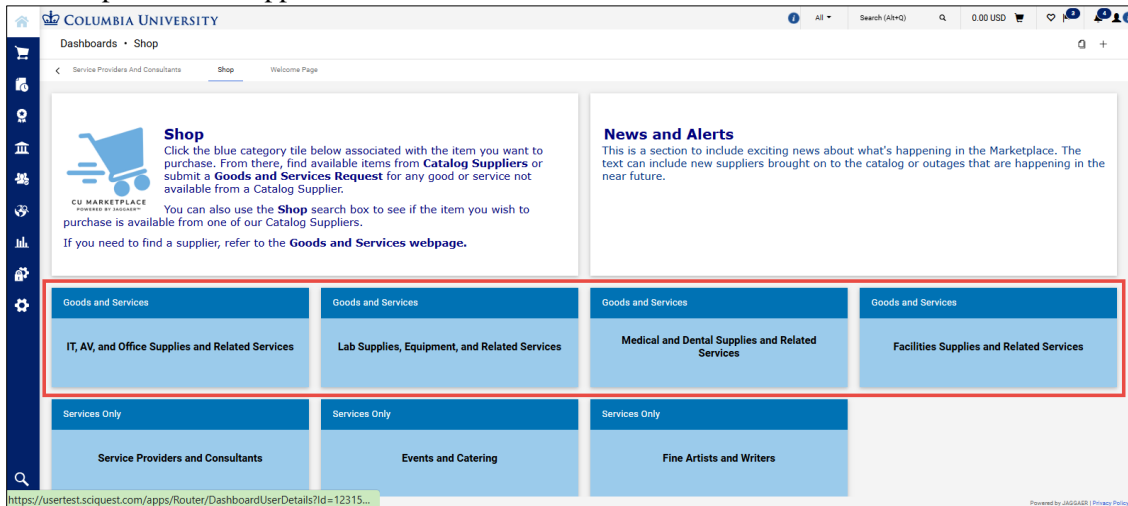 COLUMBIA UNIVERSITY
All
Search (Alt+Q)
0.00 USD
3
4
Dashboards • Shop
Service Providers And Consultants
Shop
Welcome Page
Shop
Click the blue category tile below associated with the item you want to
purchase. From there, find available items from Catalog Suppliers or
submit a Goods and Services Request for any good or service not
available from a Catalog Supplier.
CU MARKETPLACE
POWERED BY JAGGAER™
You can also use the Shop search box to see if the item you wish to
purchase is available from one of our Catalog Suppliers.
If you need to find a supplier, refer to the Goods and Services webpage.
News and Alerts
This is a section to include exciting news about what's happening in the Marketplace. The
text can include new suppliers brought on to the catalog or outages that are happening in the
near future.
Goods and Services
IT, AV, and Office Supplies and Related Services
Goods and Services
Lab Supplies, Equipment, and Related Services
Goods and Services
Medical and Dental Supplies and Related
Services
Goods and Services
Facilities Supplies and Related Services
Services Only
Service Providers and Consultants
Services Only
Events and Catering
Services Only
Fine Artists and Writers
https://usertest.sciquest.com/apps/Router/DashboardUserDetails?Id=12315...
Powered by JAGGAER | Privacy Policy